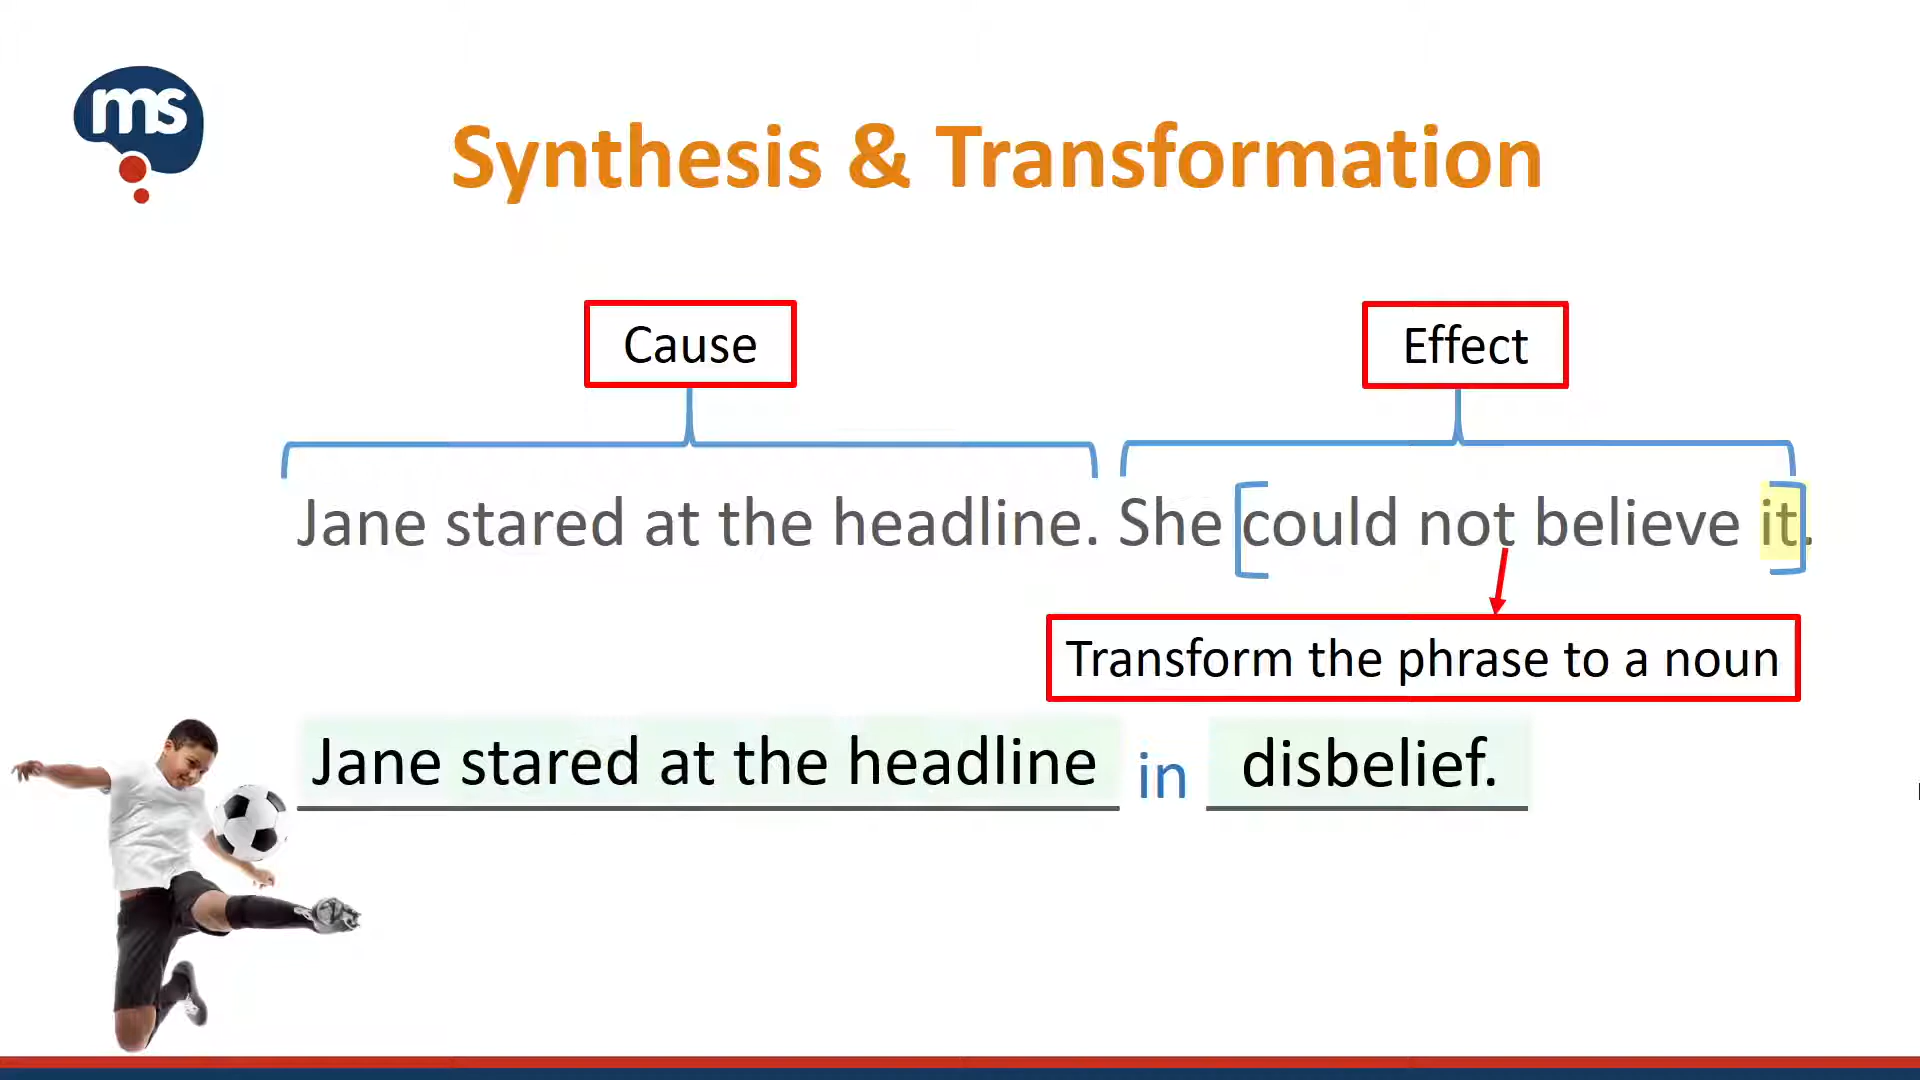 ms
Synthesis & Transformation
Cause
Effect
Jane stared at the headline. She could not believe it.
Transform the phrase to a noun
Jane stared at the headline in disbelief.